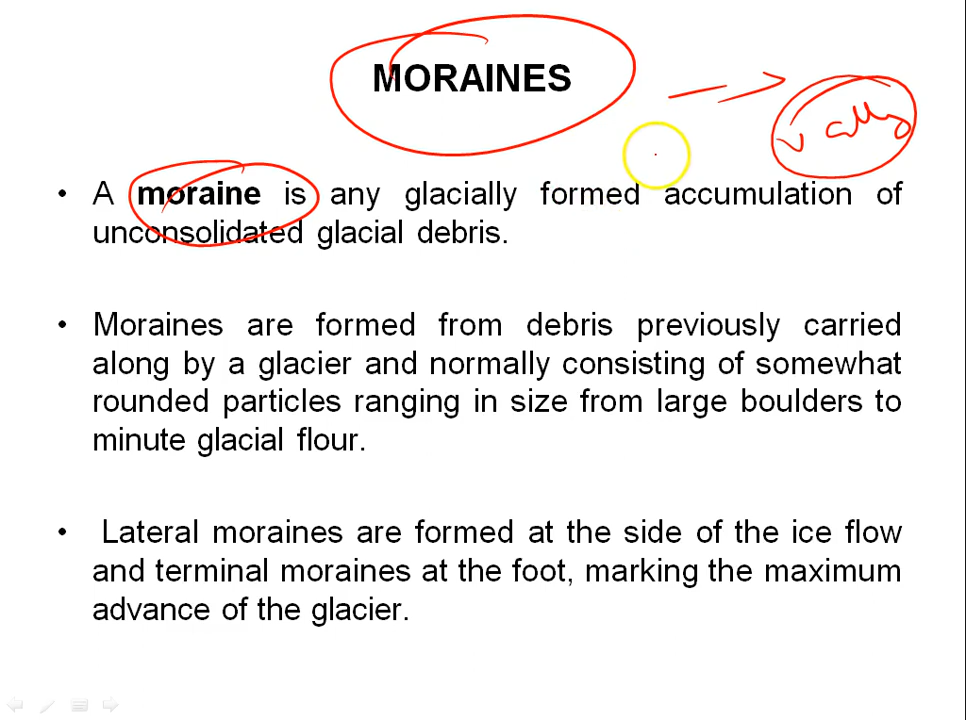 MORAINES
vally
• A moraine is any glacially formed accumulation of
unconsolidated glacial debris.
• Moraines are formed from debris previously carried
along by a glacier and normally consisting of somewhat
rounded particles ranging in size from large boulders to
minute glacial flour.
• Lateral moraines are formed at the side of the ice flow
and terminal moraines at the foot, marking the maximum
advance of the glacier.